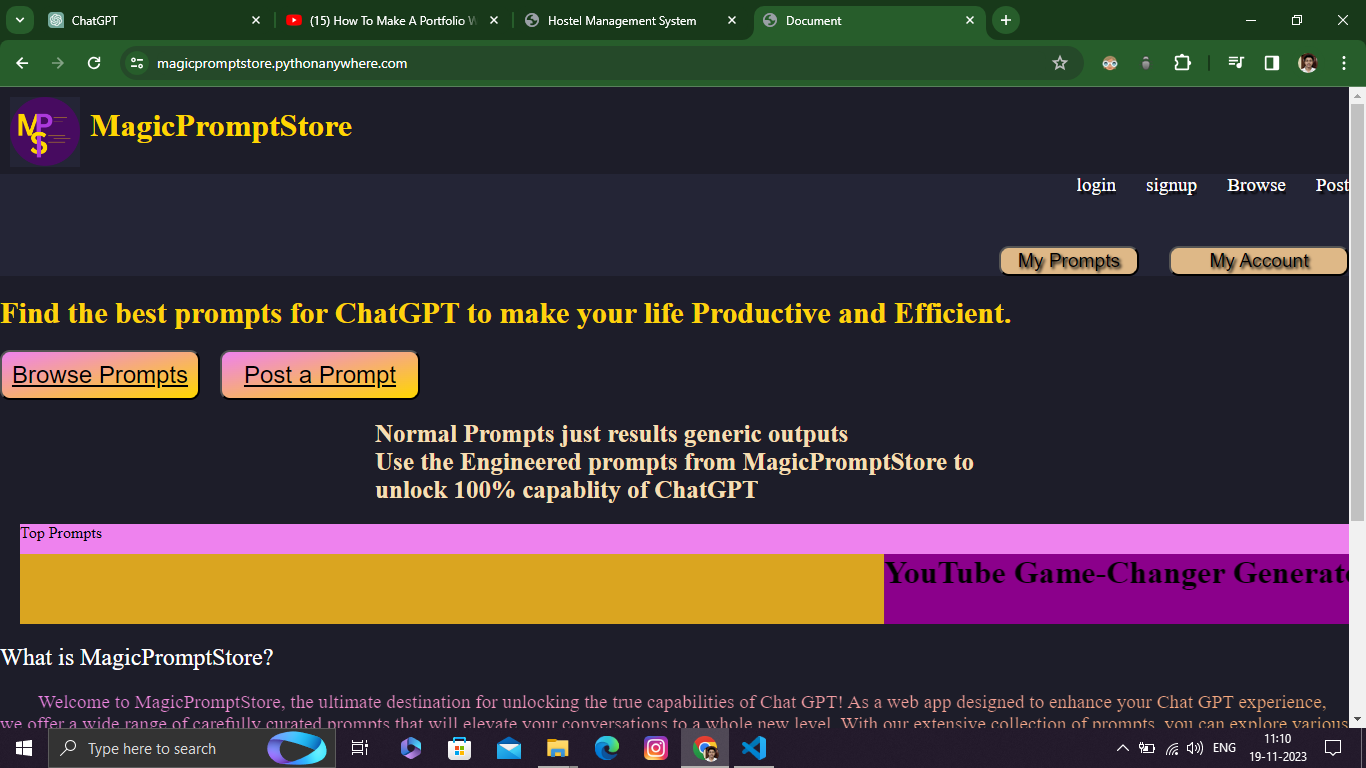 ChatGPT
(15) How To Make A Portfolio W
Hostel Management System
Document
magicpromptstore.pythonanywhere.com
MPS
MagicPromptStore
login signup Browse Post
My Prompts My Account
Find the best prompts for ChatGPT to make your life Productive and Efficient.
Browse Prompts Post a Prompt
Normal Prompts just results generic outputs
Use the Engineered prompts from MagicPromptStore to
unlock 100% capablity of ChatGPT
Top Prompts
YouTube Game-Changer Generato
What is MagicPromptStore?
Welcome to MagicPromptStore, the ultimate destination for unlocking the true capabilities of Chat GPT! As a web app designed to enhance your Chat GPT experience,
we offer a wide range of carefully curated prompts that will elevate your conversations to a whole new level. With our extensive collection of prompts, you can explore various
Type here to search
ENG
11:10
19-11-2023